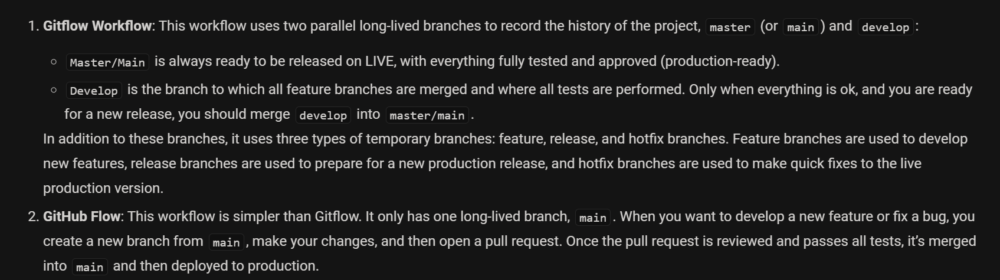 1. Gitflow Workflow: This workflow uses two parallel long-lived branches to record the history of the project, master (or main) and develop:
○ Master/Main is always ready to be released on LIVE, with everything fully tested and approved (production-ready).
○ Develop is the branch to which all feature branches are merged and where all tests are performed. Only when everything is ok, and you are ready
for a new release, you should merge develop into master/main.
In addition to these branches, it uses three types of temporary branches: feature, release, and hotfix branches. Feature branches are used to develop
new features, release branches are used to prepare for a new production release, and hotfix branches are used to make quick fixes to the live
production version.
2. GitHub Flow: This workflow is simpler than Gitflow. It only has one long-lived branch, main. When you want to develop a new feature or fix a bug, you
create a new branch from main, make your changes, and then open a pull request. Once the pull request is reviewed and passes all tests, it’s merged
into main and then deployed to production.